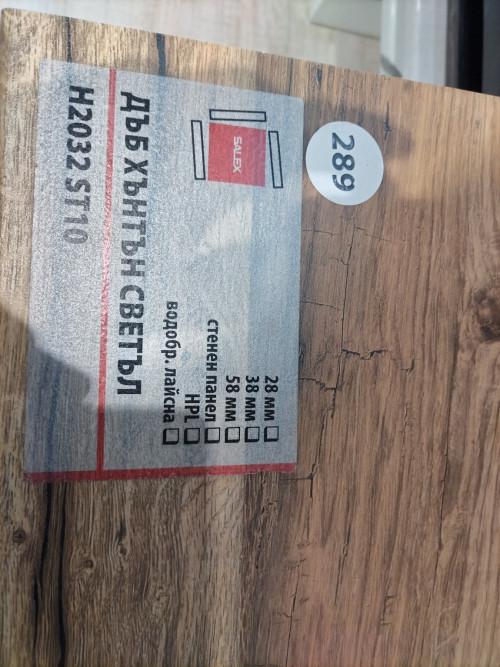 SALEX
289
28 мм
38 мм
58 мм
стенен панел
HPL
водобр. лайсна
ДЪБ ХЪНТЪН СВЕТЪЛ
H2032 ST10